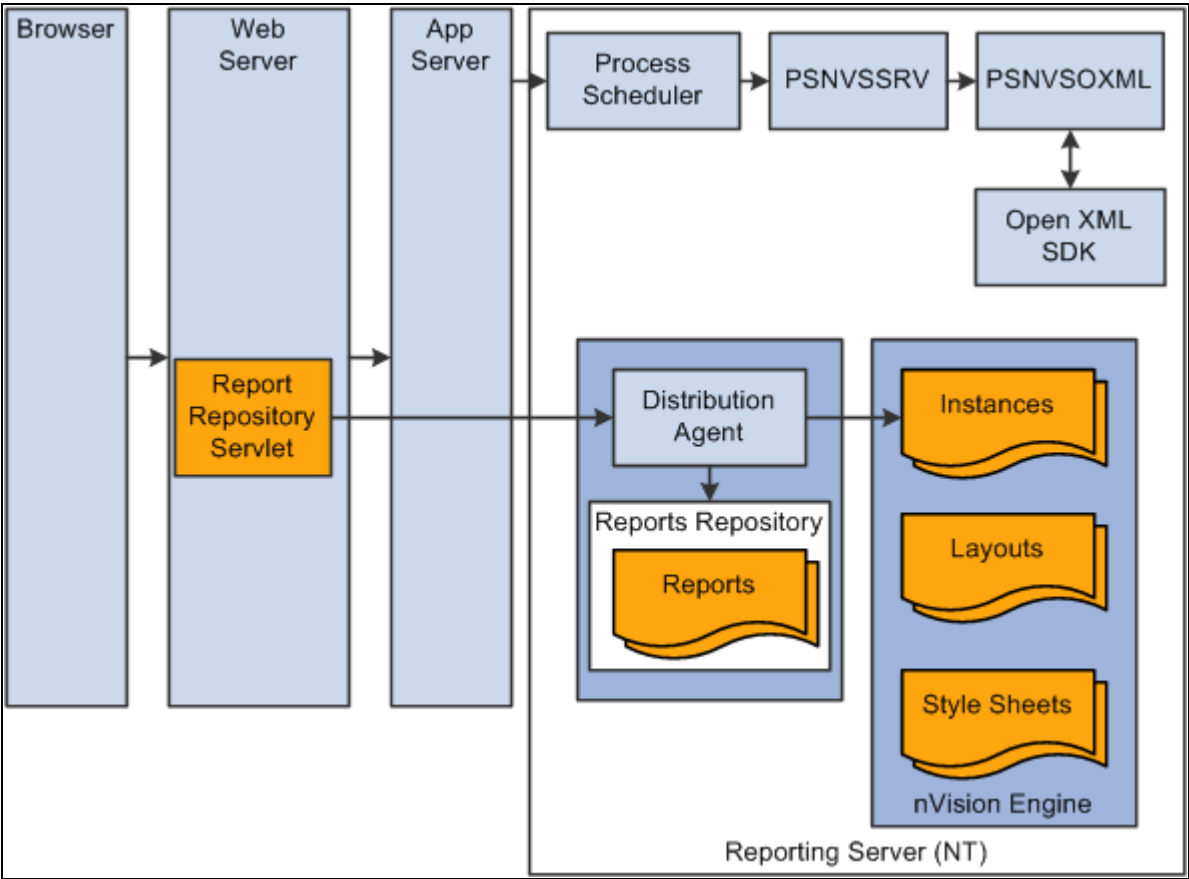 Browser
Web
Server
App
Server
Process
Scheduler
PSNVSSRV
PSNVSOXML
Open XML
SDK
Report
Repository
Servlet
Distribution
Agent
Reports Repository
Reports
Instances
Layouts
Style Sheets
nVision Engine
Reporting Server (NT)